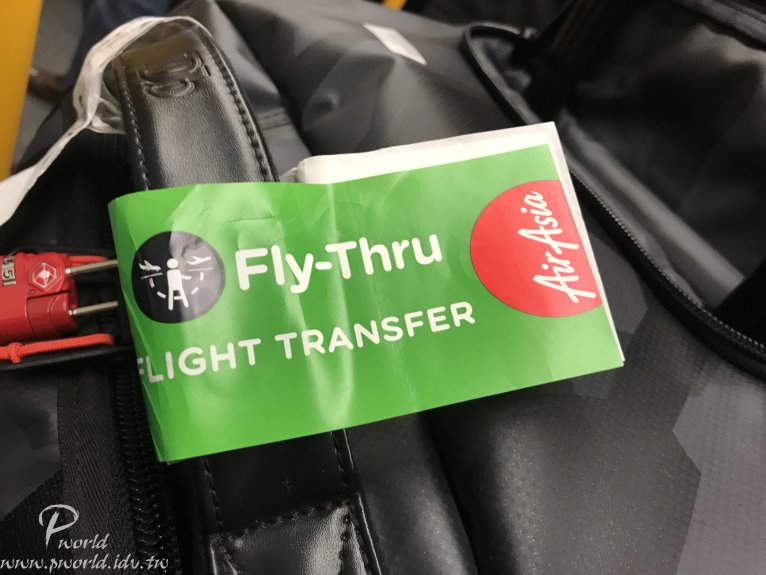 Fly-Thru
AirAsia
FLIGHT TRANSFER
Pworld
www.pworld.idv.tw